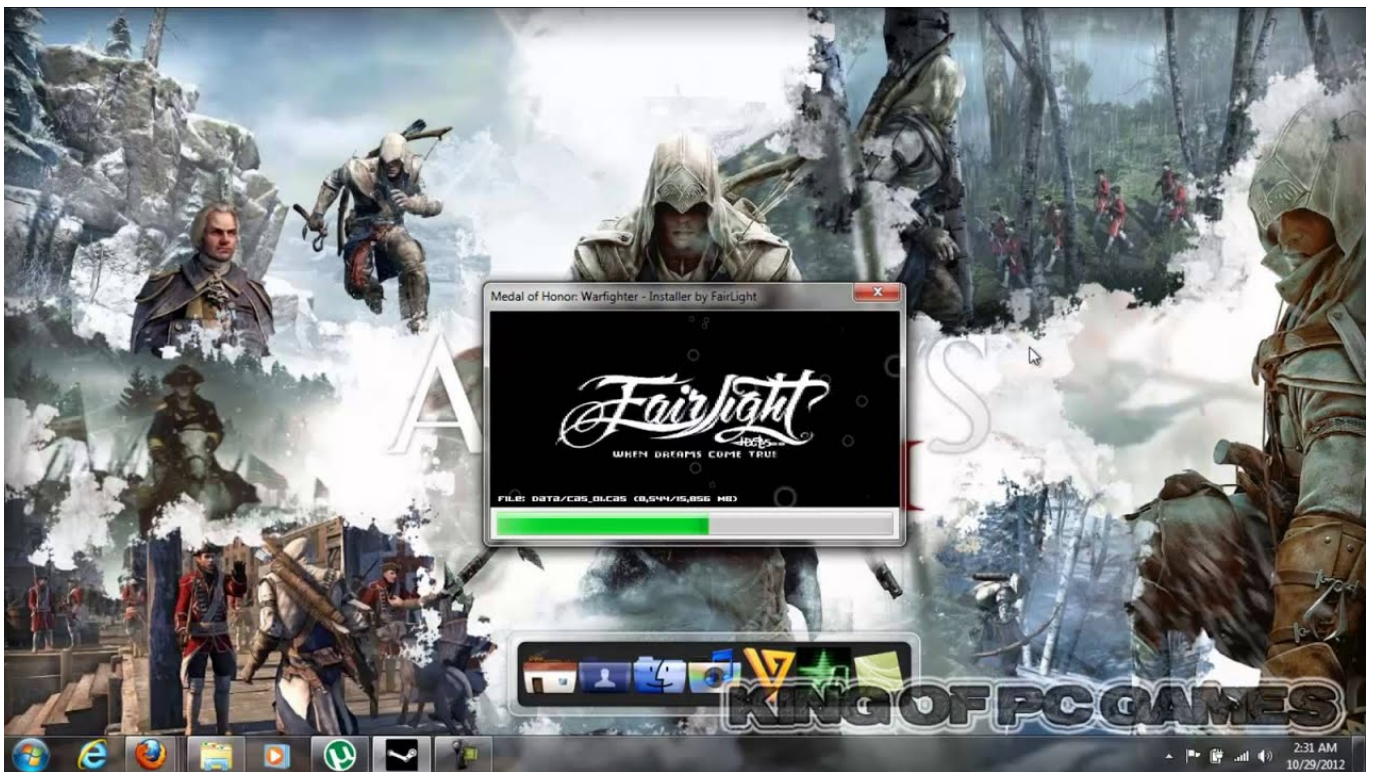 Medal of Honor: Warfighter - Installer by FairLight
Fairlight
WHEN DREAMS COME TRUE
FILE: DATA/CAS_01.CAS (8,544/15,856 MB)
A
S
KING OF PC GAMES
2:31 AM
10/29/2012